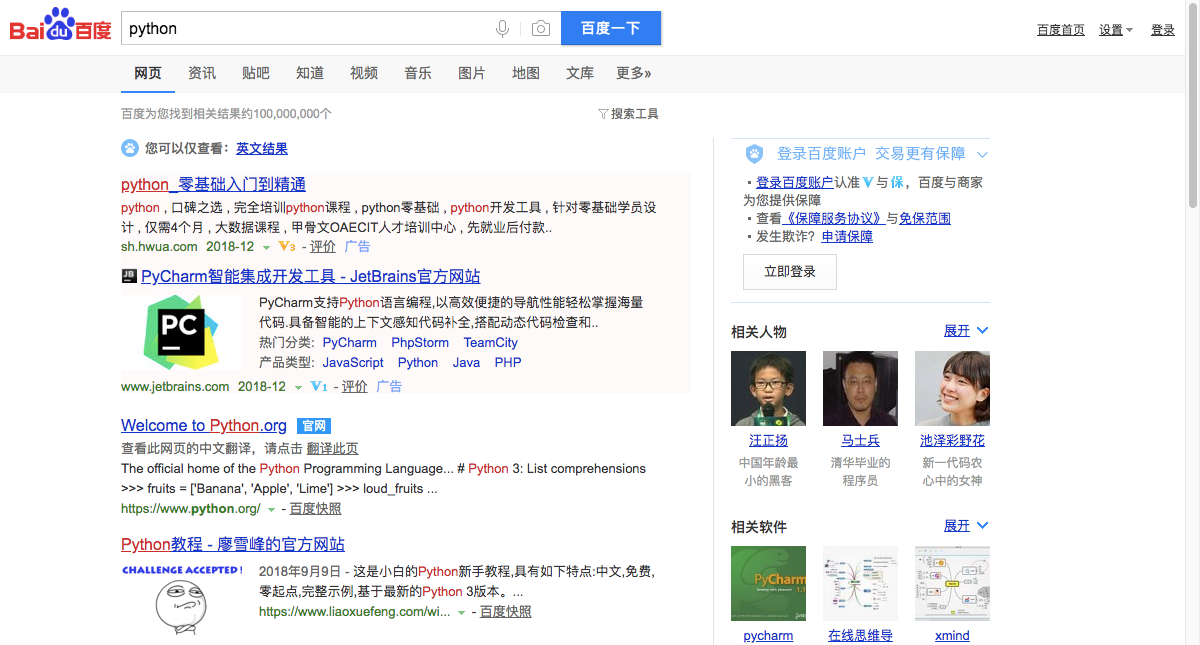 Bai du 百度
python
百度一下
百度首页 设置 登录
网页 资讯 贴吧 知道 视频 音乐 图片 地图 文库 更多»
百度为您找到相关结果约100,000,000个
搜索工具
您可以仅查看：英文结果
python_零基础入门到精通
python , 口碑之选 , 完全培训python课程 , python零基础 , python开发工具 , 针对零基础学员设
计 , 仅需4个月 , 大数据课程 , 甲骨文OAECIT人才培训中心 , 先就业后付款..
sh.hwua.com 2018-12 V3 - 评价 广告
JB PyCharm智能集成开发工具 - JetBrains官方网站
PC
PyCharm支持Python语言编程,以高效便捷的导航性能轻松掌握海量
代码.具备智能的上下文感知代码补全,搭配动态代码检查和..
热门分类: PyCharm PhpStorm TeamCity
产品类型: JavaScript Python Java PHP
www.jetbrains.com 2018-12 V1 - 评价 广告
Welcome to Python.org 官网
查看此网页的中文翻译，请点击 翻译此页
The official home of the Python Programming Language... # Python 3: List comprehensions
>>> fruits = ['Banana', 'Apple', 'Lime'] >>> loud_fruits ...
https://www.python.org/ - 百度快照
Python教程 - 廖雪峰的官方网站
CHALLENGE ACCEPTED!
2018年9月9日 - 这是小白的Python新手教程,具有如下特点:中文,免费,
零起点,完整示例,基于最新的Python 3版本。...
https://www.liaoxuefeng.com/wi... - 百度快照
登录百度账户 交易更有保障
· 登录百度账户认准V与保，百度与商家
为您提供保障
· 查看《保障服务协议》与免保范围
· 发生欺诈？申请保障
立即登录
相关人物
展开
汪正扬 马士兵 池泽彩野花
中国年龄最 清华毕业的 新一代码农
小的黑客 程序员 心中的女神
相关软件
展开
PyCharm
pycharm 在线思维导 xmind